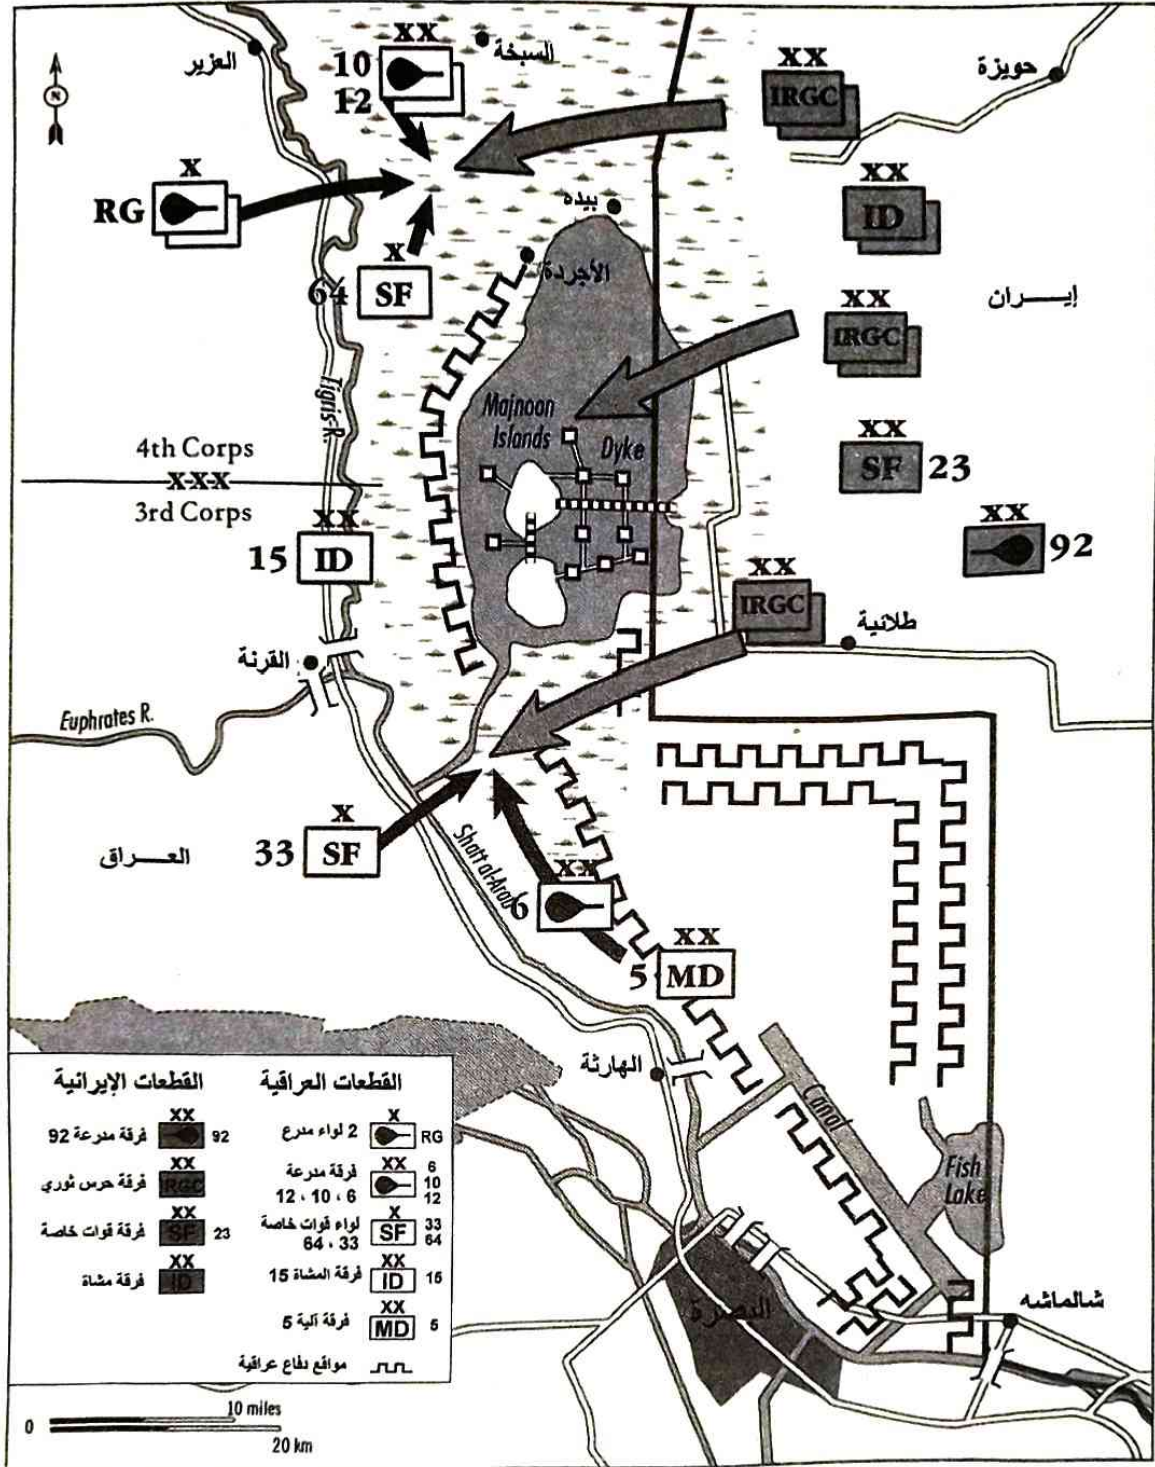 العزير
XX
10
12
السبخة
XX
IRGC
حويزة
N
X
RG
XX
ID
بيده
X
64 SF
الأجردة
XX
IRGC
إيـــــران
Tigris R.
Majnoon
Islands
Dyke
4th Corps
XXX
3rd Corps
XX
SF 23
XX
15 ID
XX
92
XX
IRGC
طلائية
القرنة
Euphrates R.
X
33 SF
العـــــراق
Shatt al-Arab
XX
6
XX
5 MD
الهارثة
Canal
Fish
Lake
البصرة
شالماشه
القطعات العراقية
X
RG
2 لواء مدرع
XX
6
10
12
فرقة مدرعة
6 ، 10 ، 12
X
SF
33
64
لواء قوات خاصة
33 ، 64
XX
ID
15
فرقة المشاة 15
XX
MD
5
فرقة آلية 5
مواقع دفاع عراقية
القطعات الإيرانية
XX
92
فرقة مدرعة 92
XX
IRGC
فرقة حرس ثوري
XX
SF
23
فرقة قوات خاصة
XX
ID
فرقة مشاة
0
10 miles
20 km